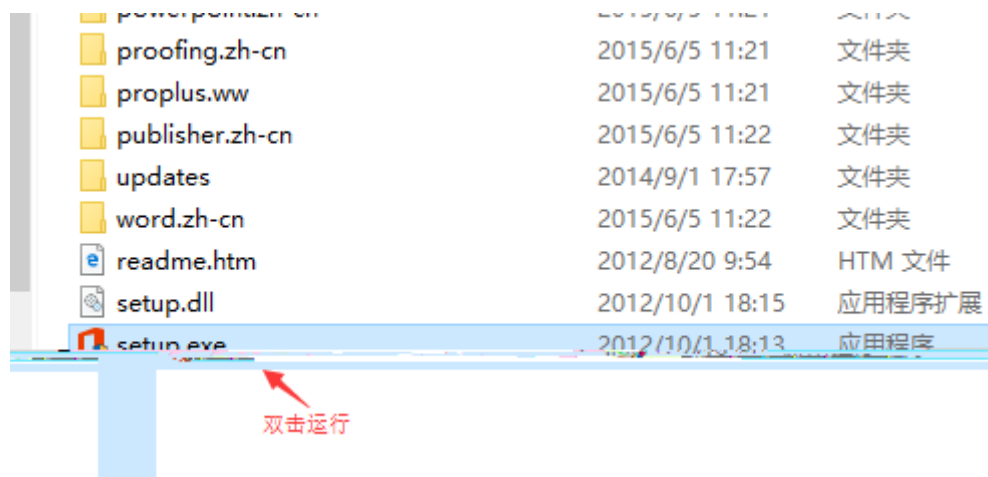 proofing.zh-cn 2015/6/5 11:21 文件夹
proplus.ww 2015/6/5 11:21 文件夹
publisher.zh-cn 2015/6/5 11:22 文件夹
updates 2014/9/1 17:57 文件夹
word.zh-cn 2015/6/5 11:22 文件夹
readme.htm 2012/8/20 9:54 HTM 文件
setup.dll 2012/10/1 18:15 应用程序扩展
setup.exe 2012/10/1 18:13 应用程序
双击运行